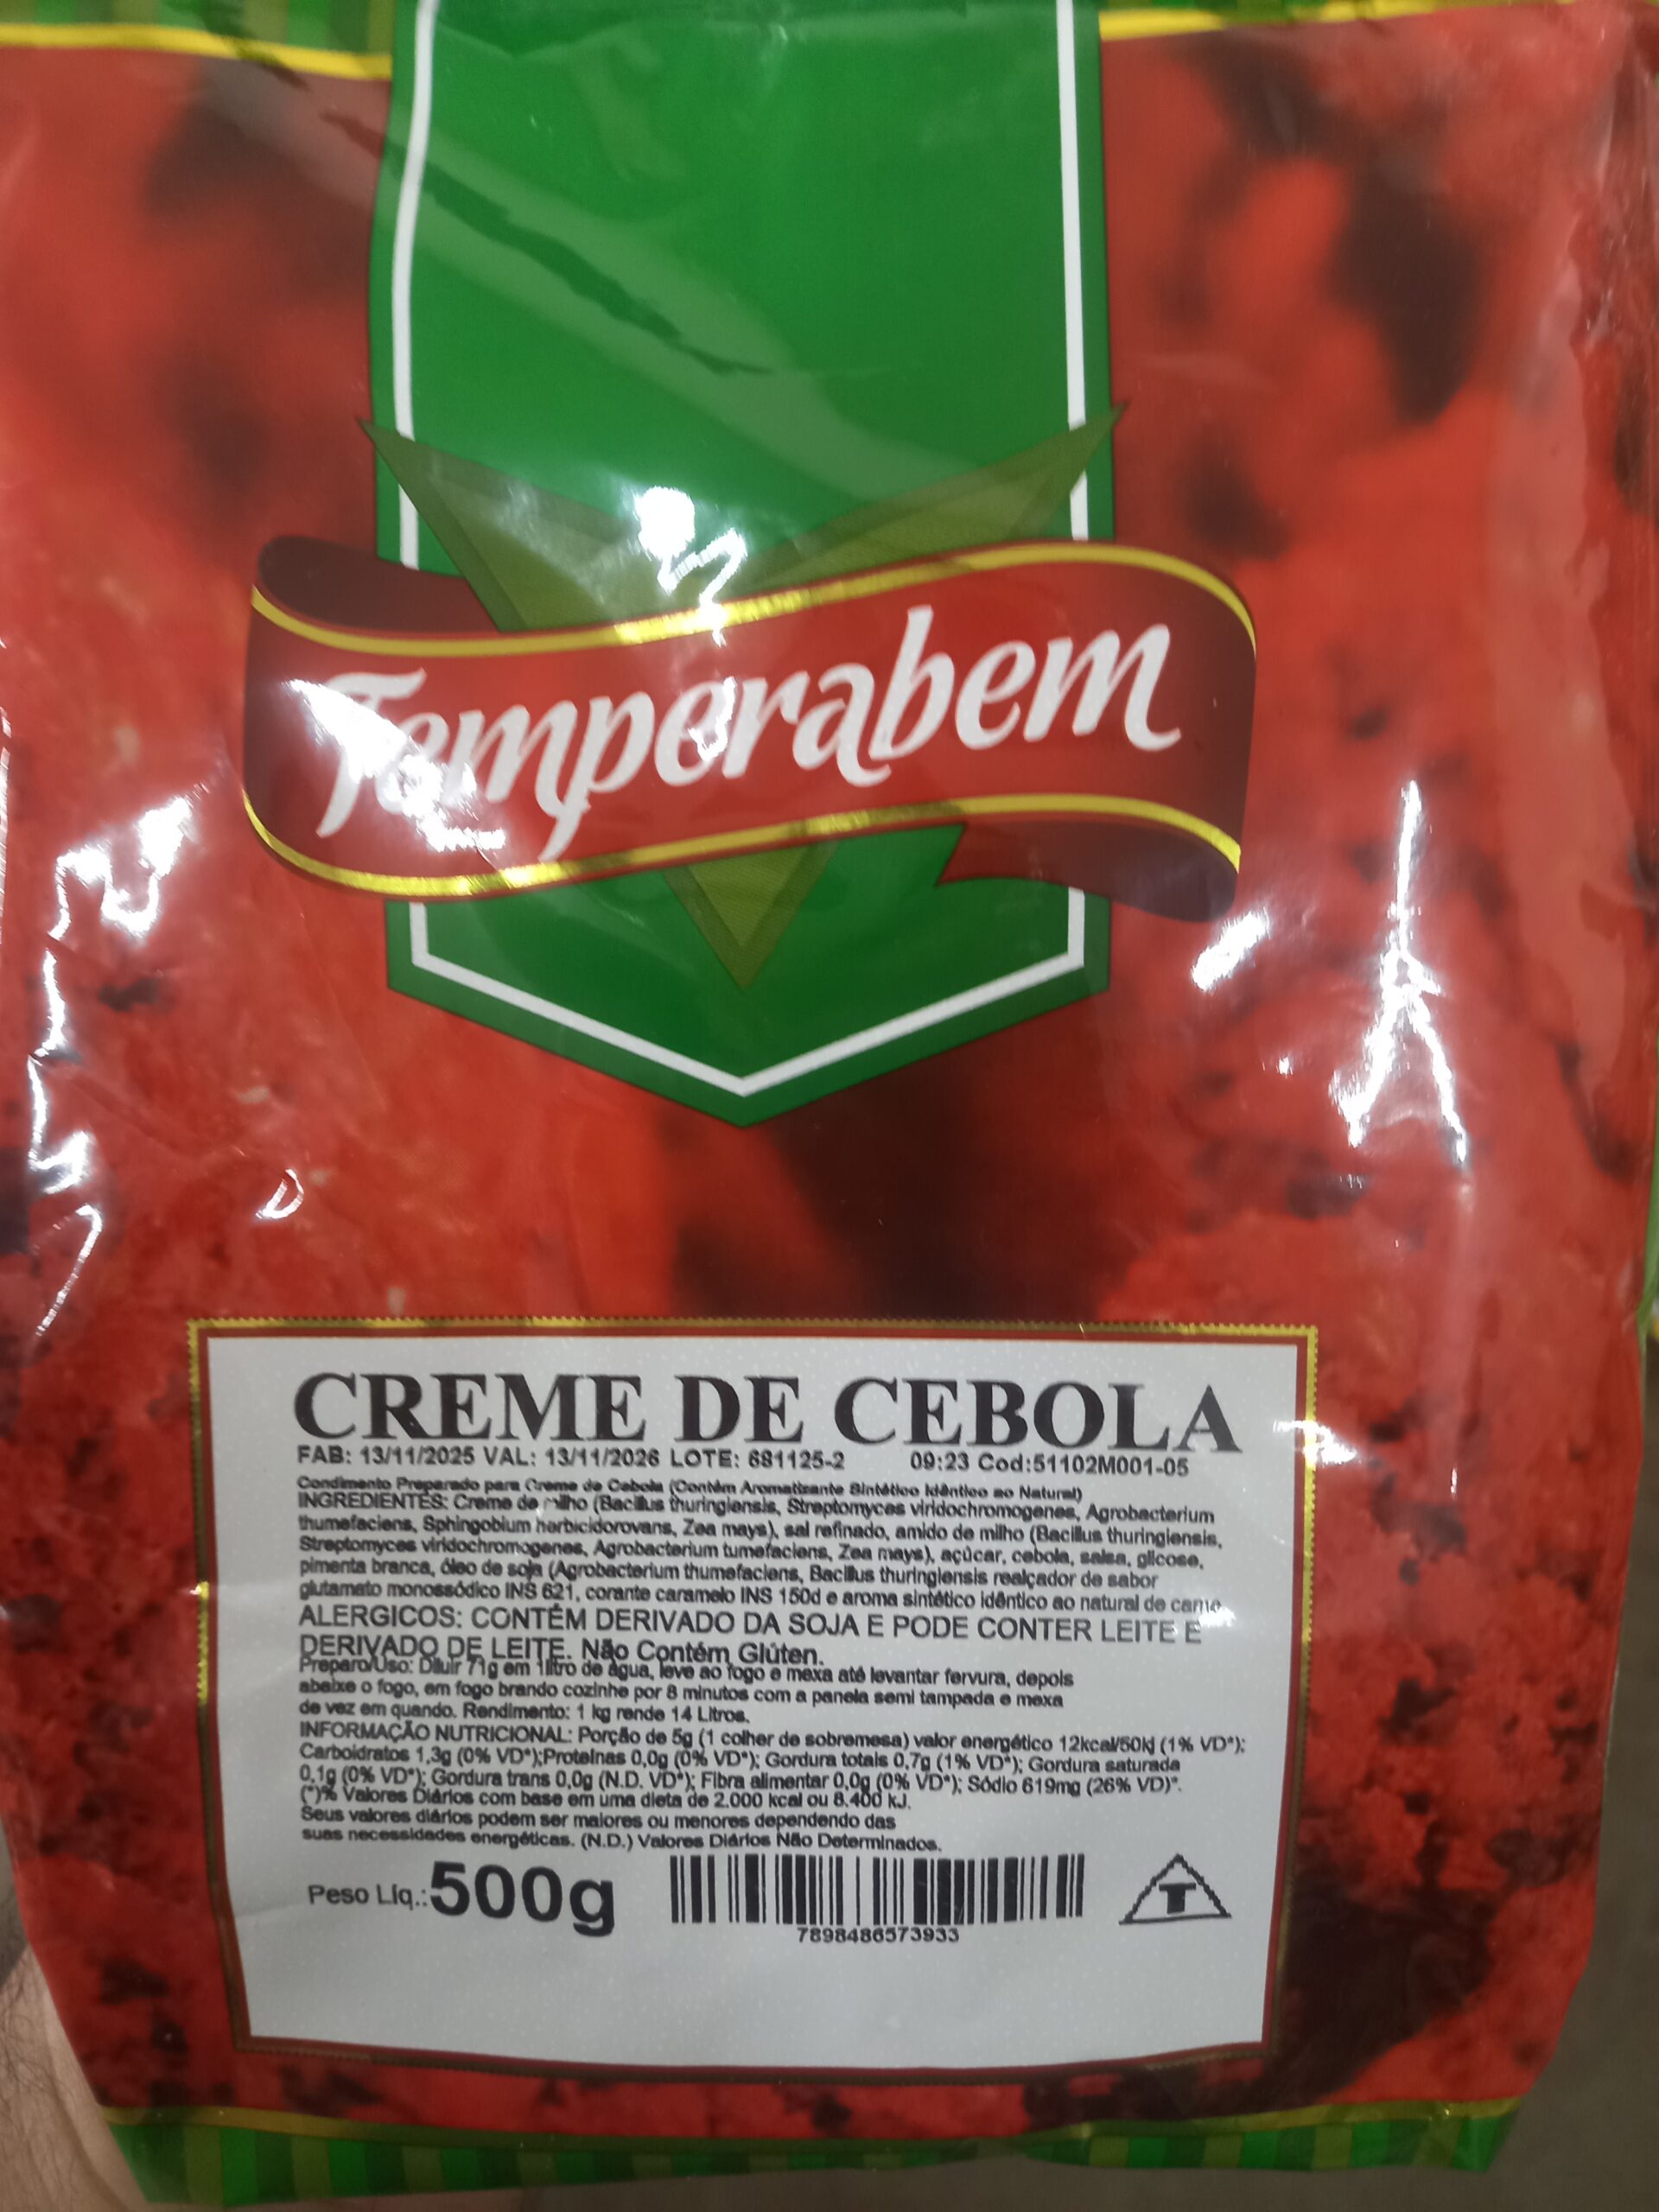 Temperabem
CREME DE CEBOLA
FAB: 13/11/2025 VAL: 13/11/2026 LOTE: 681125-2 09:23 Cod:51102M001-05
Condimento Preparado para Creme de Cebola (Contém Aromatizante Sintético Idêntico ao Natural)
INGREDIENTES: Creme de milho (Bacillus thuringiensis, Streptomyces viridochromogenes, Agrobacterium
thumefaciens, Sphingobium herbicidorovans, Zea mays), sal refinado, amido de milho (Bacillus thuringiensis,
Streptomyces viridochromogenes, Agrobacterium tumefaciens, Zea mays), açúcar, cebola, salsa, glicose,
pimenta branca, óleo de soja (Agrobacterium thumefaciens, Bacillus thuringiensis realçador de sabor
glutamato monossódico INS 621, corante caramelo INS 150d e aroma sintético idêntico ao natural de carne
ALERGICOS: CONTÉM DERIVADO DA SOJA E PODE CONTER LEITE E
DERIVADO DE LEITE. Não Contém Glúten.
Preparo/Uso: Diluir 71g em 1litro de água, leve ao fogo e mexa até levantar fervura, depois
abaixe o fogo, em fogo brando cozinhe por 8 minutos com a panela semi tampada e mexa
de vez em quando. Rendimento: 1 kg rende 14 Litros.
INFORMAÇÃO NUTRICIONAL: Porção de 5g (1 colher de sobremesa) valor energético 12kcal/50kj (1% VD*);
Carboidratos 1,3g (0% VD*);Proteínas 0,0g (0% VD*); Gordura totais 0,7g (1% VD*); Gordura saturada
0,1g (0% VD*); Gordura trans 0,0g (N.D. VD*); Fibra alimentar 0,0g (0% VD*); Sódio 619mg (26% VD)*.
(*)% Valores Diários com base em uma dieta de 2.000 kcal ou 8.400 kJ.
Seus valores diários podem ser maiores ou menores dependendo das
suas necessidades energéticas. (N.D.) Valores Diários Não Determinados.
Peso Líq.: 500g
T
7898486573933